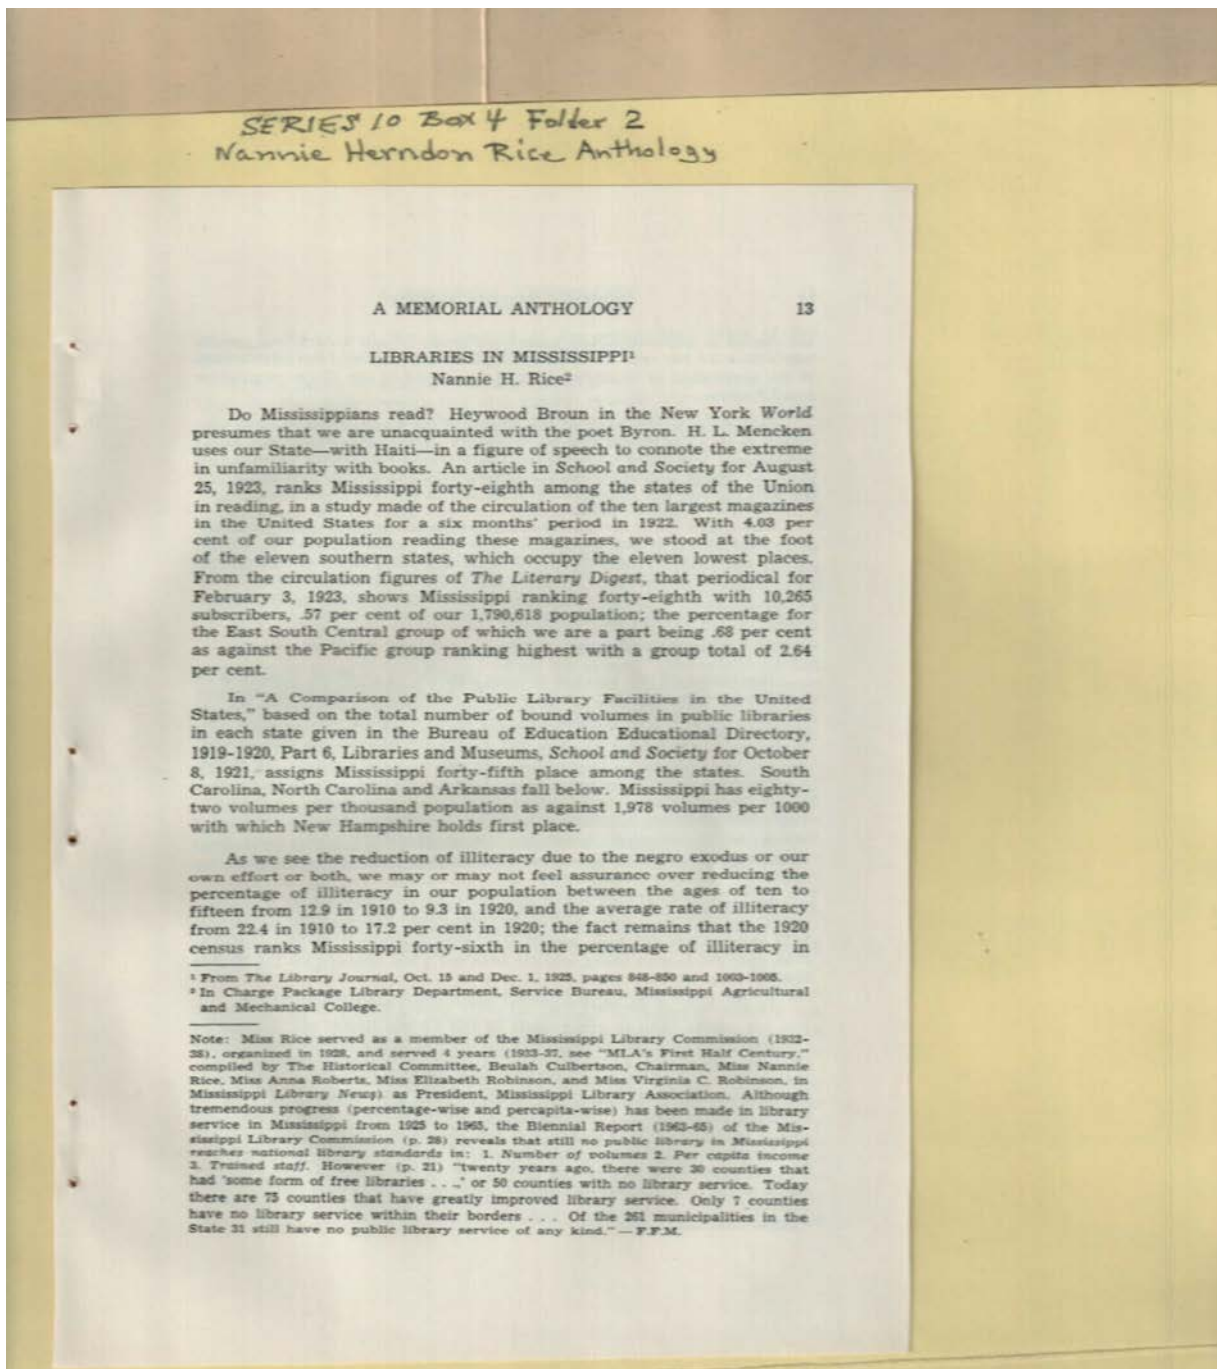 SERIES 10 Box 4 Folder 2
Nannie Herndon Rice Anthology
A MEMORIAL ANTHOLOGY 13
LIBRARIES IN MISSISSIPPI¹
Nannie H. Rice²
Do Mississippians read? Heywood Broun in the New York World
presumes that we are unacquainted with the poet Byron. H. L. Mencken
uses our State—with Haiti—in a figure of speech to connote the extreme
in unfamiliarity with books. An article in School and Society for August
25, 1923, ranks Mississippi forty-eighth among the states of the Union
in reading, in a study made of the circulation of the ten largest magazines
in the United States for a six months' period in 1922. With 4.03 per
cent of our population reading these magazines, we stood at the foot
of the eleven southern states, which occupy the eleven lowest places.
From the circulation figures of The Literary Digest, that periodical for
February 3, 1923, shows Mississippi ranking forty-eighth with 10,265
subscribers, .57 per cent of our 1,790,618 population; the percentage for
the East South Central group of which we are a part being .68 per cent
as against the Pacific group ranking highest with a group total of 2.64
per cent.
In "A Comparison of the Public Library Facilities in the United
States," based on the total number of bound volumes in public libraries
in each state given in the Bureau of Education Educational Directory,
1919-1920, Part 6, Libraries and Museums, School and Society for October
8, 1921, assigns Mississippi forty-fifth place among the states. South
Carolina, North Carolina and Arkansas fall below. Mississippi has eighty-
two volumes per thousand population as against 1,978 volumes per 1000
with which New Hampshire holds first place.
As we see the reduction of illiteracy due to the negro exodus or our
own effort or both, we may or may not feel assurance over reducing the
percentage of illiteracy in our population between the ages of ten to
fifteen from 12.9 in 1910 to 9.3 in 1920, and the average rate of illiteracy
from 22.4 in 1910 to 17.2 per cent in 1920; the fact remains that the 1920
census ranks Mississippi forty-sixth in the percentage of illiteracy in
¹ From The Library Journal, Oct. 15 and Dec. 1, 1925, pages 848-850 and 1003-1005.
² In Charge Package Library Department, Service Bureau, Mississippi Agricultural
and Mechanical College.
Note: Miss Rice served as a member of the Mississippi Library Commission (1932-
38), organized in 1926, and served 4 years (1933-37, see "MLA's First Half Century,"
compiled by The Historical Committee, Beulah Culbertson, Chairman, Miss Nannie
Rice, Miss Anna Roberts, Miss Elizabeth Robinson, and Miss Virginia C. Robinson, in
Mississippi Library News) as President, Mississippi Library Association. Although
tremendous progress (percentage-wise and percapita-wise) has been made in library
service in Mississippi from 1925 to 1965, the Biennial Report (1963-65) of the Mis-
sissippi Library Commission (p. 28) reveals that still no public library in Mississippi
reaches national library standards in: 1. Number of volumes 2. Per capita income
3. Trained staff. However (p. 21) "twenty years ago, there were 30 counties that
had 'some form of free libraries . . .,' or 50 counties with no library service. Today
there are 75 counties that have greatly improved library service. Only 7 counties
have no library service within their borders . . . Of the 261 municipalities in the
State 31 still have no public library service of any kind." — F.F.M.